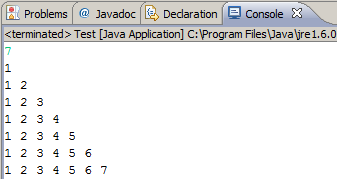 Problems @ Javadoc Declaration Console
<terminated> Test [Java Application] C:\Program Files\Java\jre1.6.0
7
1
1 2
1 2 3
1 2 3 4
1 2 3 4 5
1 2 3 4 5 6
1 2 3 4 5 6 7